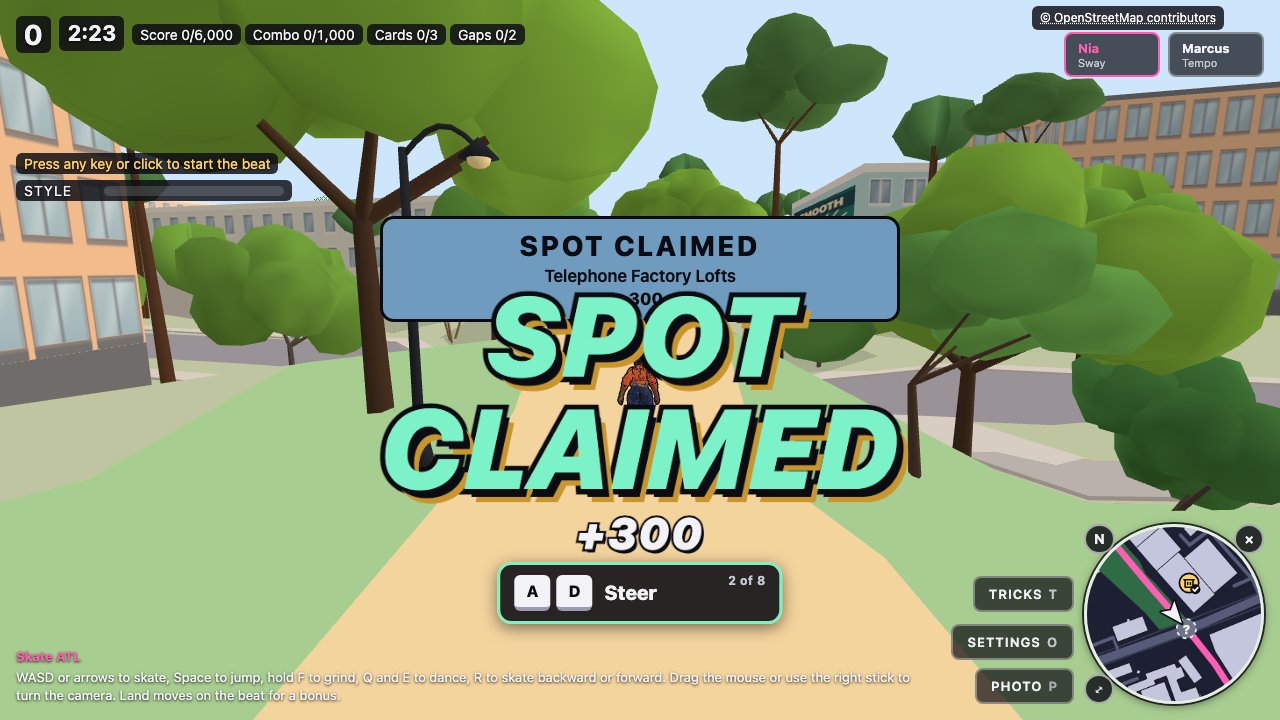 0
2:23
Score 0/6,000
Combo 0/1,000
Cards 0/3
Gaps 0/2
© OpenStreetMap contributors
Nia
Sway
Marcus
Tempo
Press any key or click to start the beat
STYLE
SMOOTH
SPOT CLAIMED
Telephone Factory Lofts
300
SPOT
CLAIMED
+300
A
D
Steer
2 of 8
N
×
?
TRICKS T
SETTINGS O
PHOTO P
Skate ATL
WASD or arrows to skate, Space to jump, hold F to grind, Q and E to dance, R to skate backward or forward. Drag the mouse or use the right stick to
turn the camera. Land moves on the beat for a bonus.